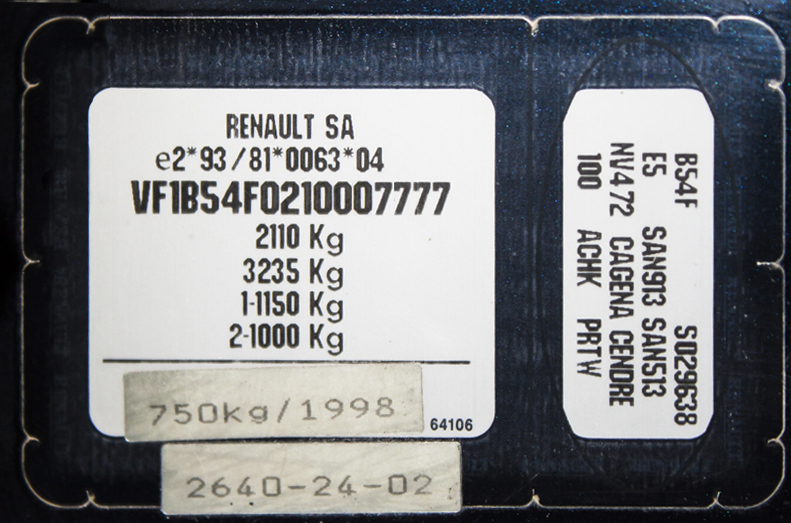 RENAULT SA
e2*93/81*0063*04
VF1B54F0210007777
2110 Kg
3235 Kg
1-1150 Kg
2-1000 Kg
750kg/1998
64106
2640-24-02
B54F S029638
E5 SAN913 SAN513
NV472 CAGENA CENDRE
100 ACHK PRTW